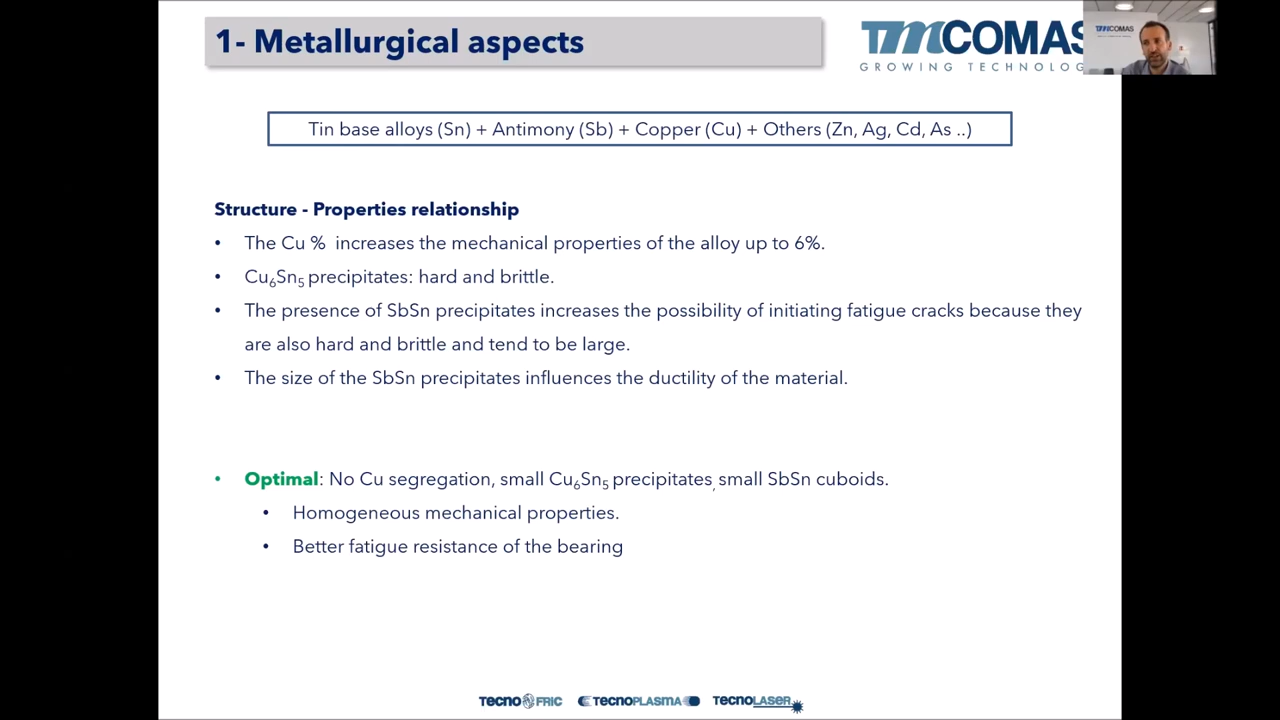 1- Metallurgical aspects
TMCOMAS
GROWING TECHNOLOG
TMCOMAS
Tin base alloys (Sn) + Antimony (Sb) + Copper (Cu) + Others (Zn, Ag, Cd, As ..)
Structure - Properties relationship
• The Cu % increases the mechanical properties of the alloy up to 6%.
• Cu₆Sn₅ precipitates: hard and brittle.
• The presence of SbSn precipitates increases the possibility of initiating fatigue cracks because they
are also hard and brittle and tend to be large.
• The size of the SbSn precipitates influences the ductility of the material.
• Optimal: No Cu segregation, small Cu₆Sn₅ precipitates, small SbSn cuboids.
• Homogeneous mechanical properties.
• Better fatigue resistance of the bearing
TECNOFRIC TECNOPLASMA TECNOLASER